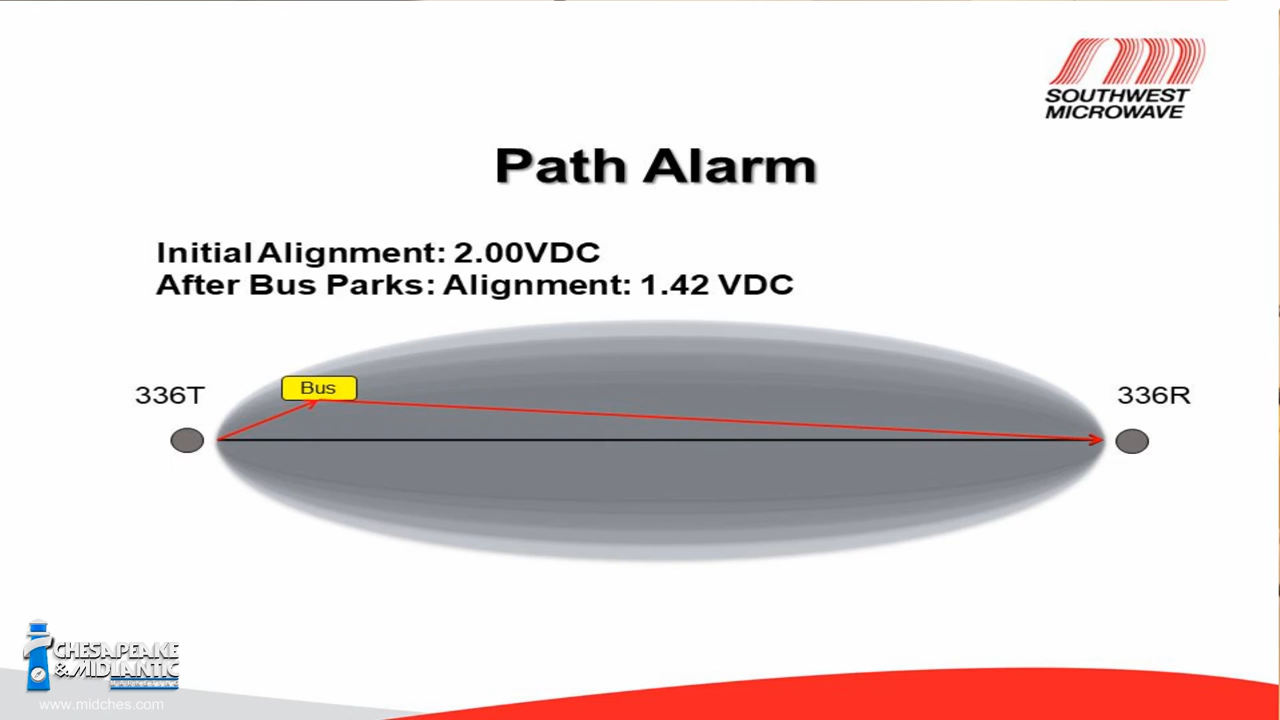 SOUTHWEST
MICROWAVE
Path Alarm
Initial Alignment: 2.00VDC
After Bus Parks: Alignment: 1.42 VDC
336T
Bus
336R
CHESAPEAKE
& MIDLANTIC
www.midches.com